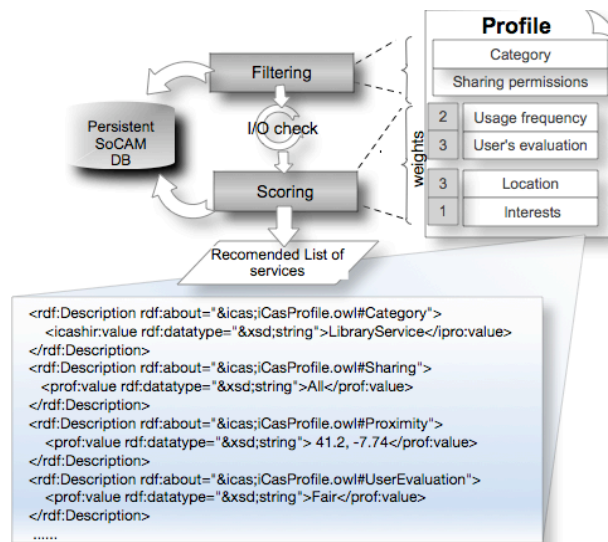 Profile
Category
Sharing permissions
2 Usage frequency
3 User's evaluation
3 Location
1 Interests
weights
Filtering
I/O check
Scoring
Persistent
SoCAM
DB
Recomended List of
services
<rdf:Description rdf:about="&icas;iCasProfile.owl#Category">
<icashir:value rdf:datatype="&xsd;string">LibraryService</ipro:value>
</rdf:Description>
<rdf:Description rdf:about="&icas;iCasProfile.owl#Sharing">
<prof:value rdf:datatype="&xsd;string">All</prof:value>
</rdf:Description>
<rdf:Description rdf:about="&icas;iCasProfile.owl#Proximity">
<prof:value rdf:datatype="&xsd;string"> 41.2, -7.74</prof:value>
</rdf:Description>
<rdf:Description rdf:about="&icas;iCasProfile.owl#UserEvaluation">
<prof:value rdf:datatype="&xsd;string">Fair</prof:value>
</rdf:Description>
......